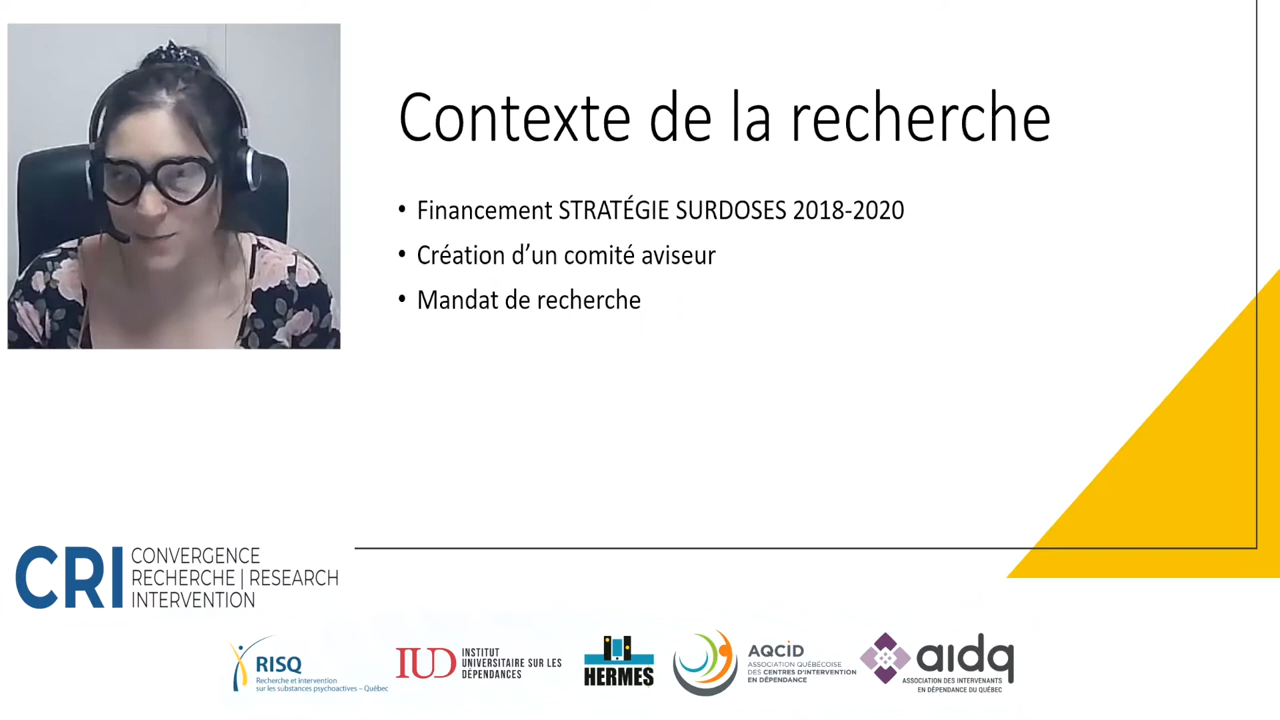 Contexte de la recherche
• Financement STRATÉGIE SURDOSES 2018-2020
• Création d’un comité aviseur
• Mandat de recherche
CRI CONVERGENCE
RECHERCHE | RESEARCH
INTERVENTION
RISQ
Recherche et intervention
sur les substances psychoactives – Québec
IUD INSTITUT
UNIVERSITAIRE SUR LES
DÉPENDANCES
HERMES
AQCiD
ASSOCIATION QUÉBÉCOISE
DES CENTRES D'INTERVENTION
EN DÉPENDANCE
aidq
ASSOCIATION DES INTERVENANTS
EN DÉPENDANCE DU QUÉBEC